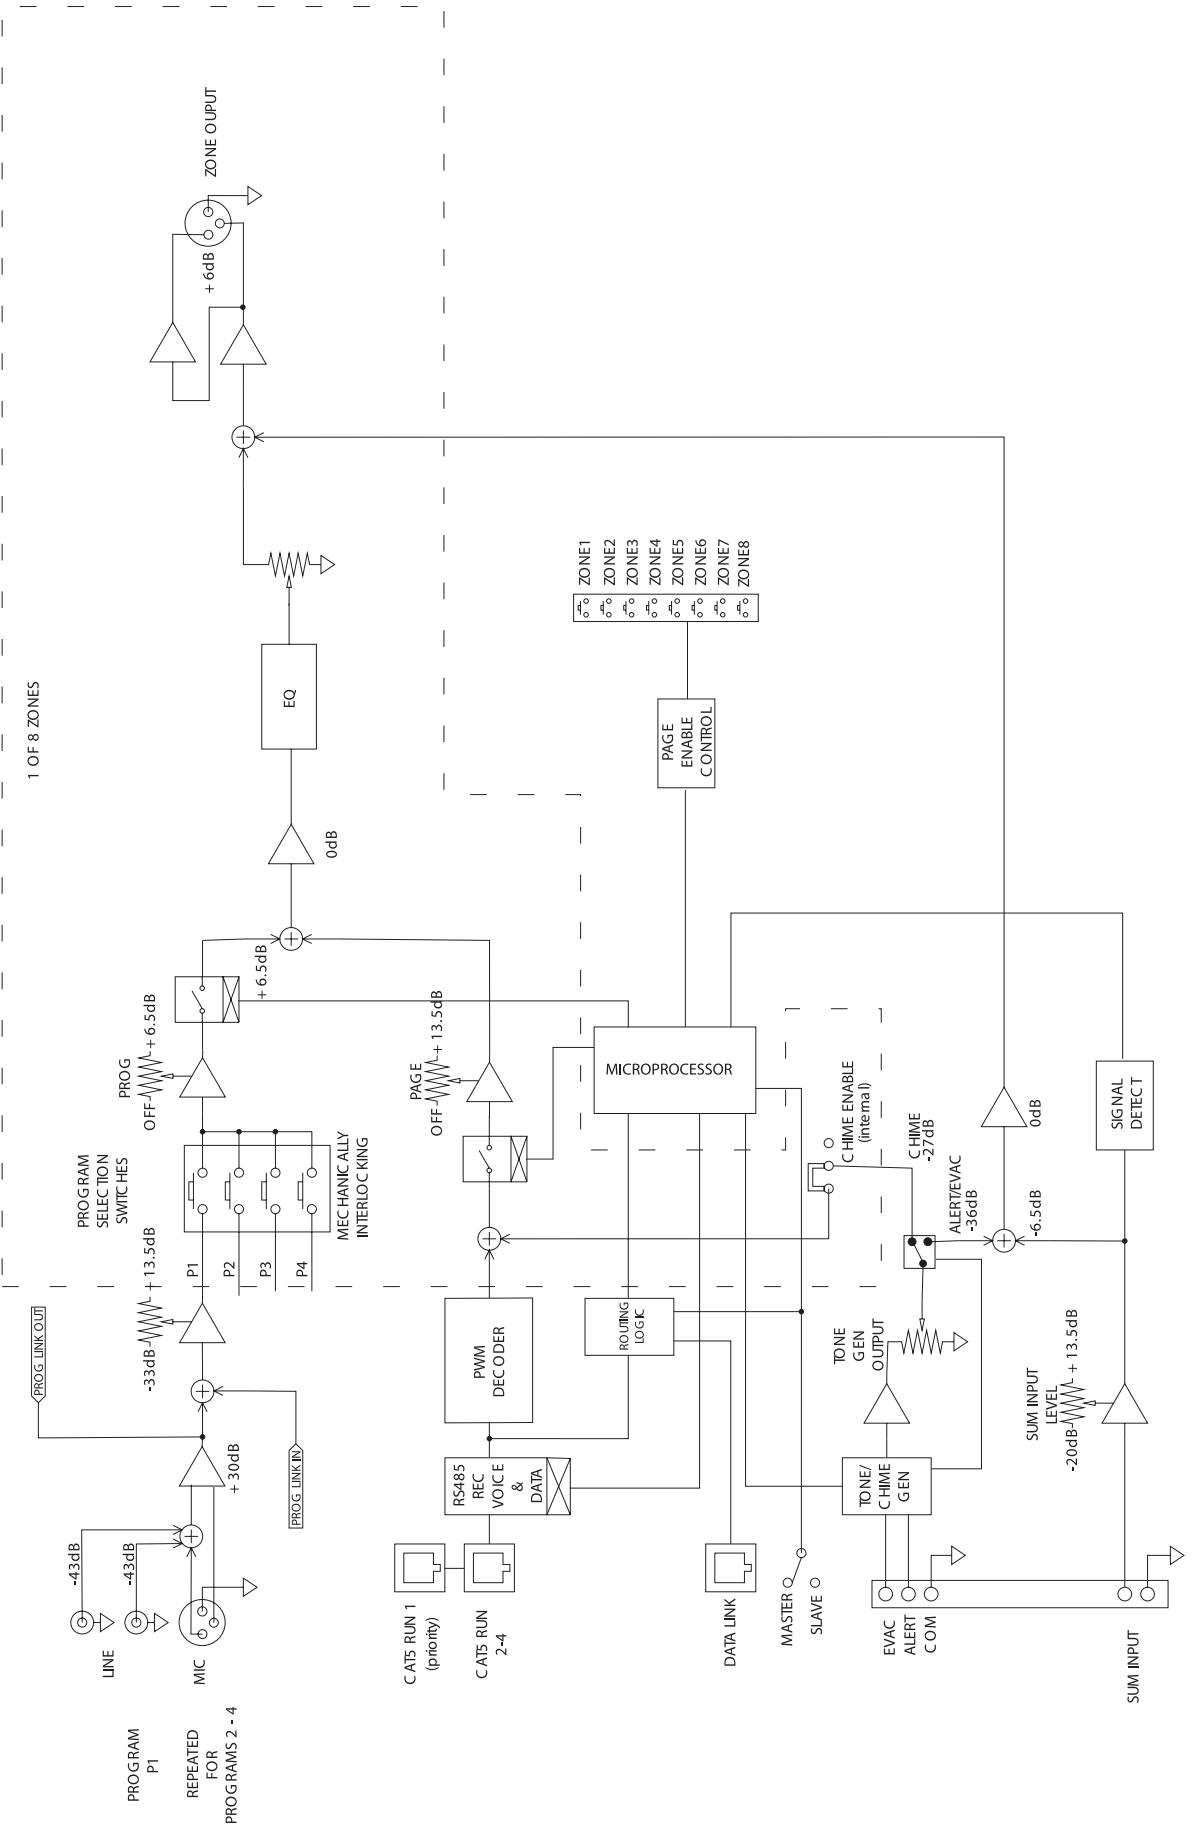 1 OF 8 ZONES
ZONE OUPUT
+ 6dB
EQ
0dB
+ 6.5dB
PROG
OFF
+ 6.5dB
PAGE
OFF
+ 13.5dB
PROGRAM
SELECTION
SWITCHES
MECHANICALLY
INTERLOCKING
P1
P2
P3
P4
-33dB
+ 13.5dB
PROG LINK OUT
PROG LINK IN
+ 30dB
-43dB
-43dB
LINE
MIC
PROGRAM
P1
REPEATED
FOR
PROGRAMS 2 - 4
ZONE1
ZONE2
ZONE3
ZONE4
ZONE5
ZONE6
ZONE7
ZONE8
PAGE
ENABLE
CONTROL
MICROPROCESSOR
PWM
DECODER
ROUTING
LOGIC
RS485
REC
VOICE
&
DATA
CAT5 RUN 1
(priority)
CAT5 RUN
2-4
DATA LINK
MASTER
SLAVE
CHIME ENABLE
(internal)
CHIME
-27dB
ALERT/EVAC
-36dB
-6.5dB
0dB
SIGNAL
DETECT
TONE
GEN
OUTPUT
TONE/
CHIME
GEN
SUM INPUT
LEVEL
-20dB
+ 13.5dB
EVAC
ALERT
COM
SUM INPUT